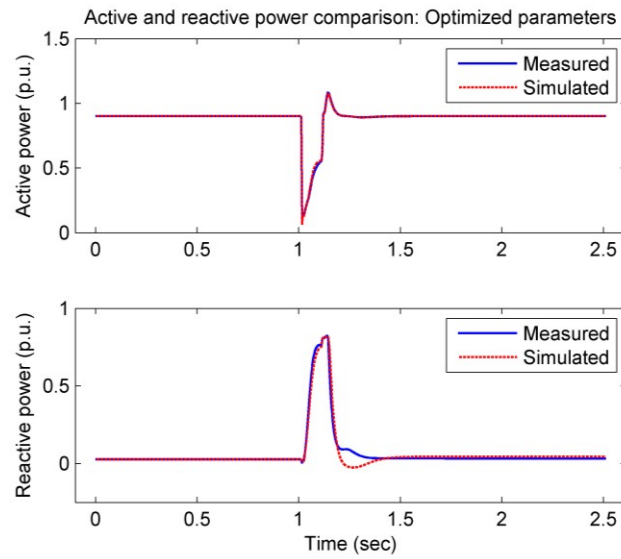 Active and reactive power comparison: Optimized parameters
Active power (p.u.)
1.5
1
0.5
0
Measured
Simulated
0 0.5 1 1.5 2 2.5
Reactive power (p.u.)
1
0.5
0
Measured
Simulated
0 0.5 1 1.5 2 2.5
Time (sec)